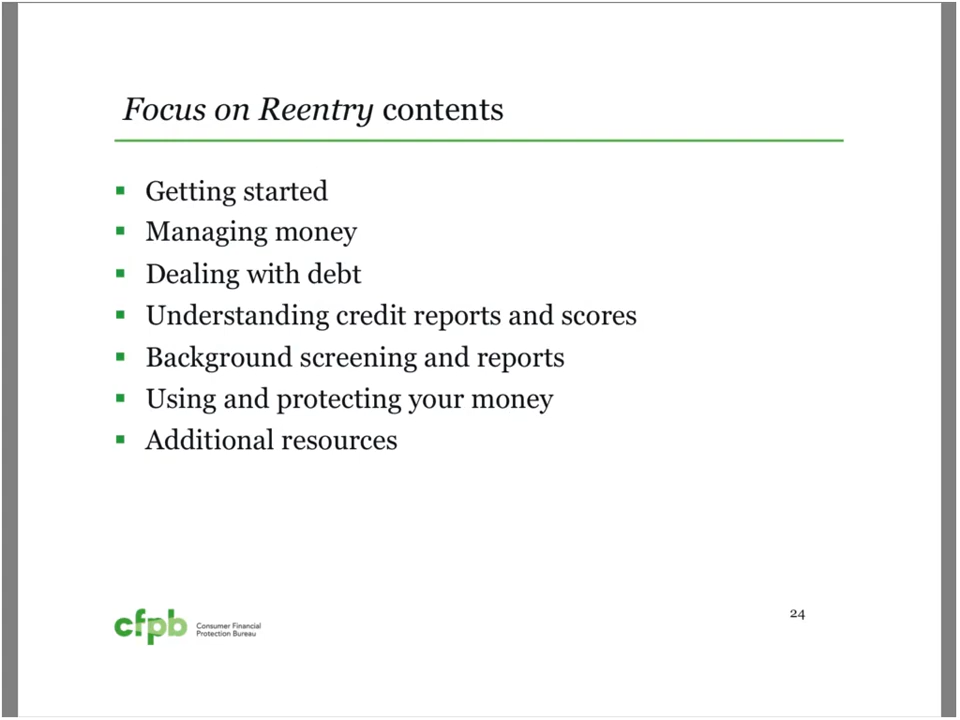 Focus on Reentry contents
▪ Getting started
▪ Managing money
▪ Dealing with debt
▪ Understanding credit reports and scores
▪ Background screening and reports
▪ Using and protecting your money
▪ Additional resources
24
cfpb
Consumer Financial
Protection Bureau